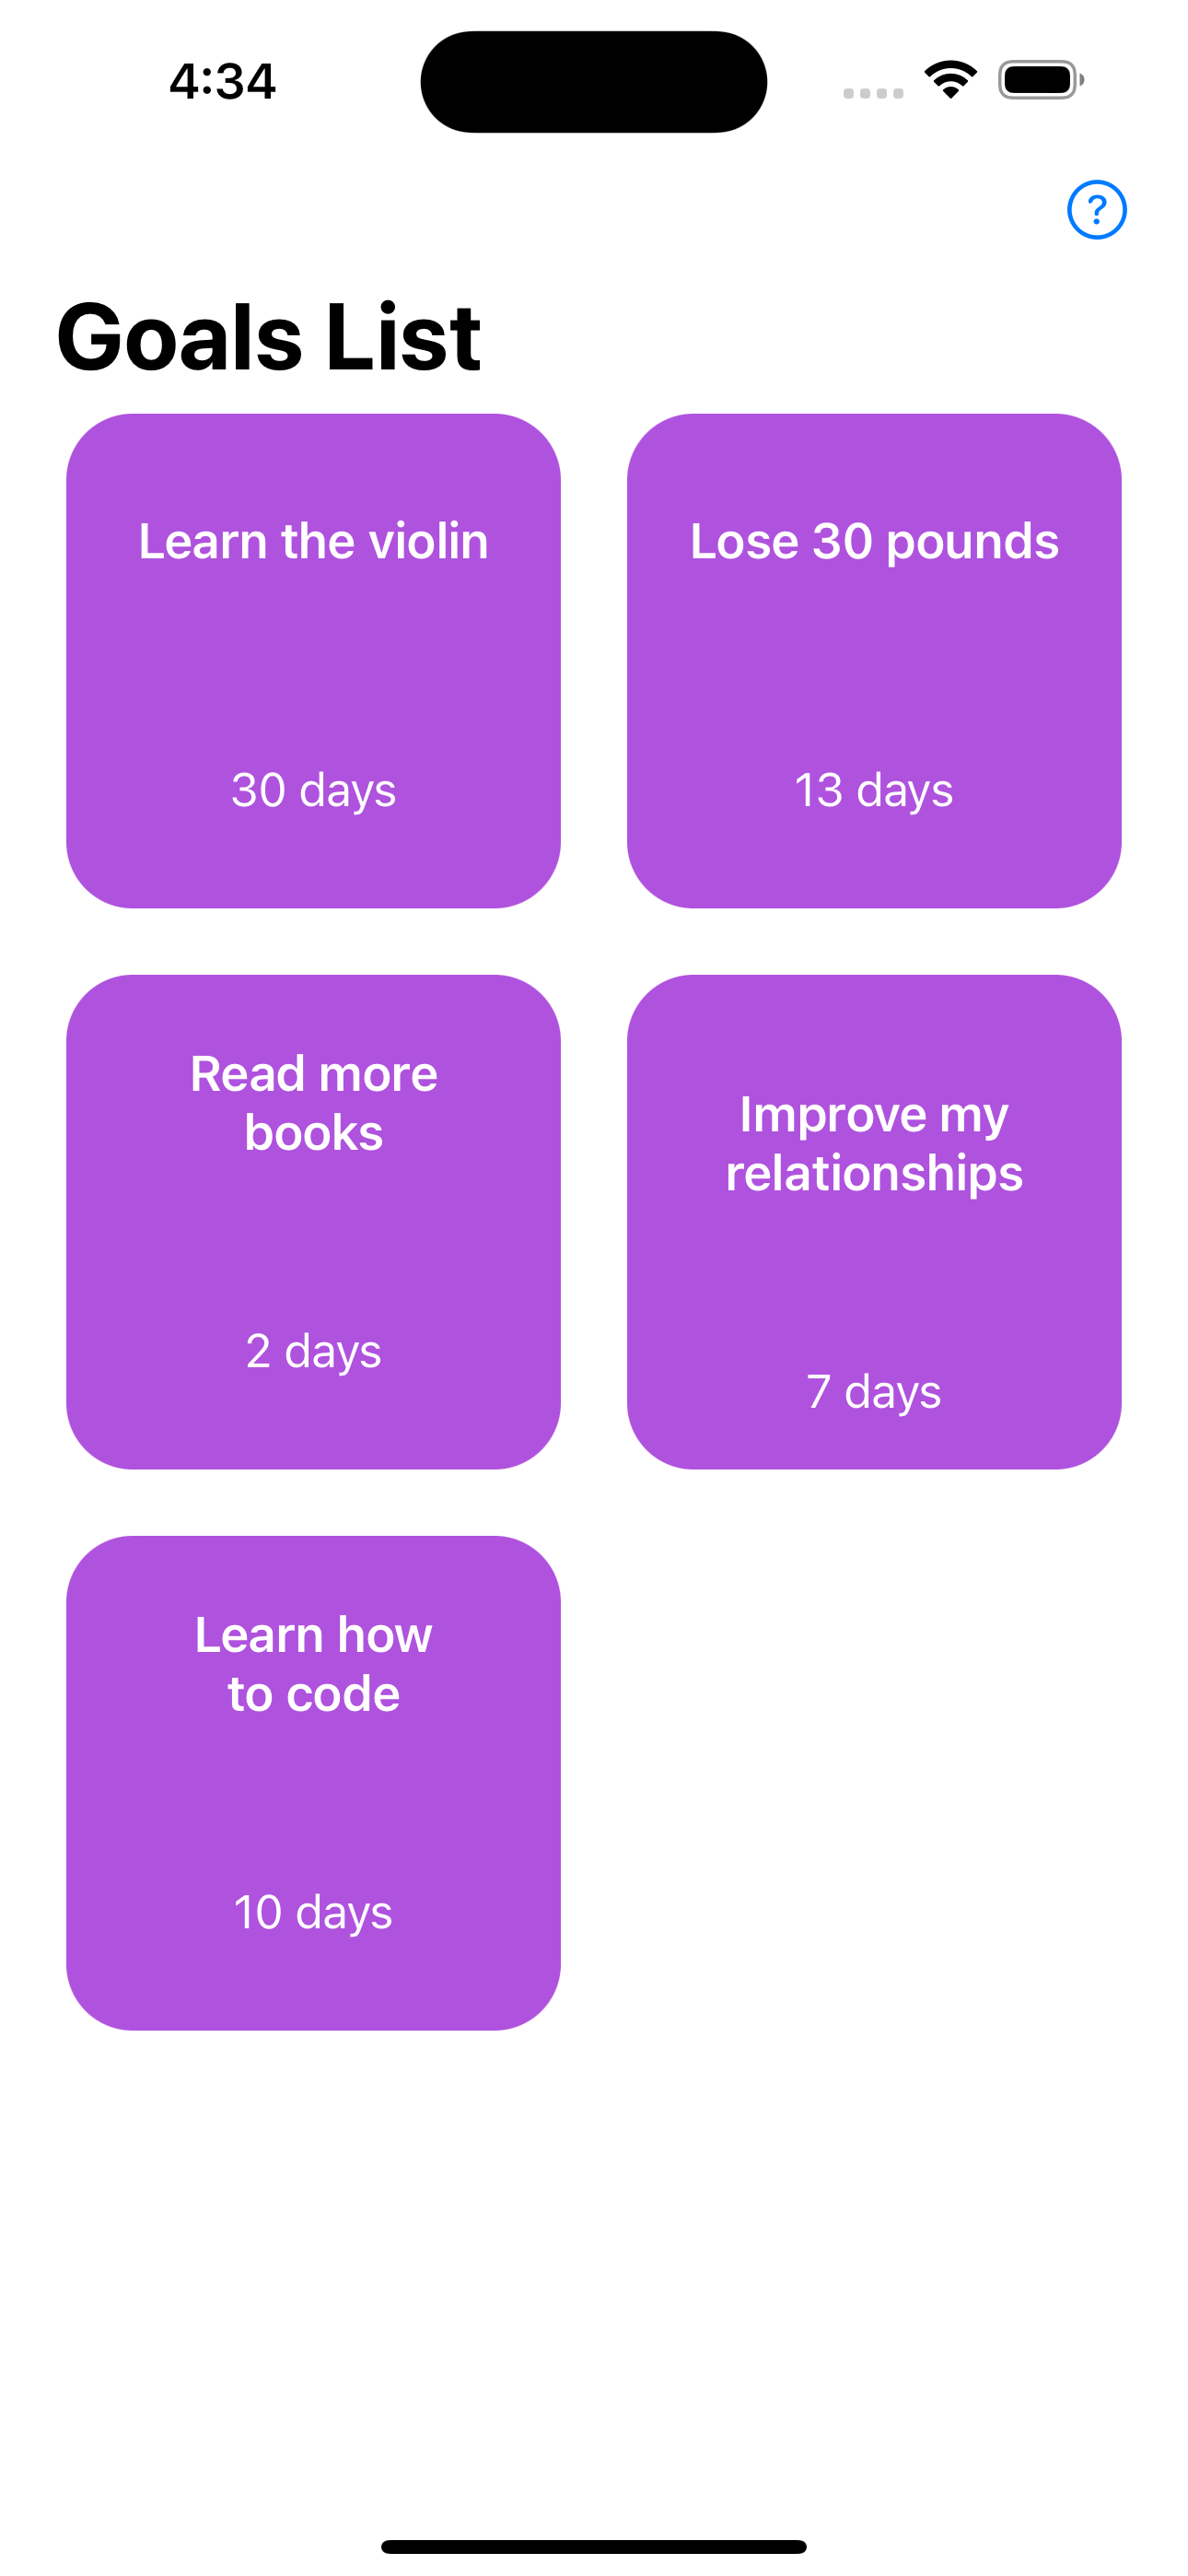 4:34
?
Goals List
Learn the violin
30 days
Lose 30 pounds
13 days
Read more
books
2 days
Improve my
relationships
7 days
Learn how
to code
10 days